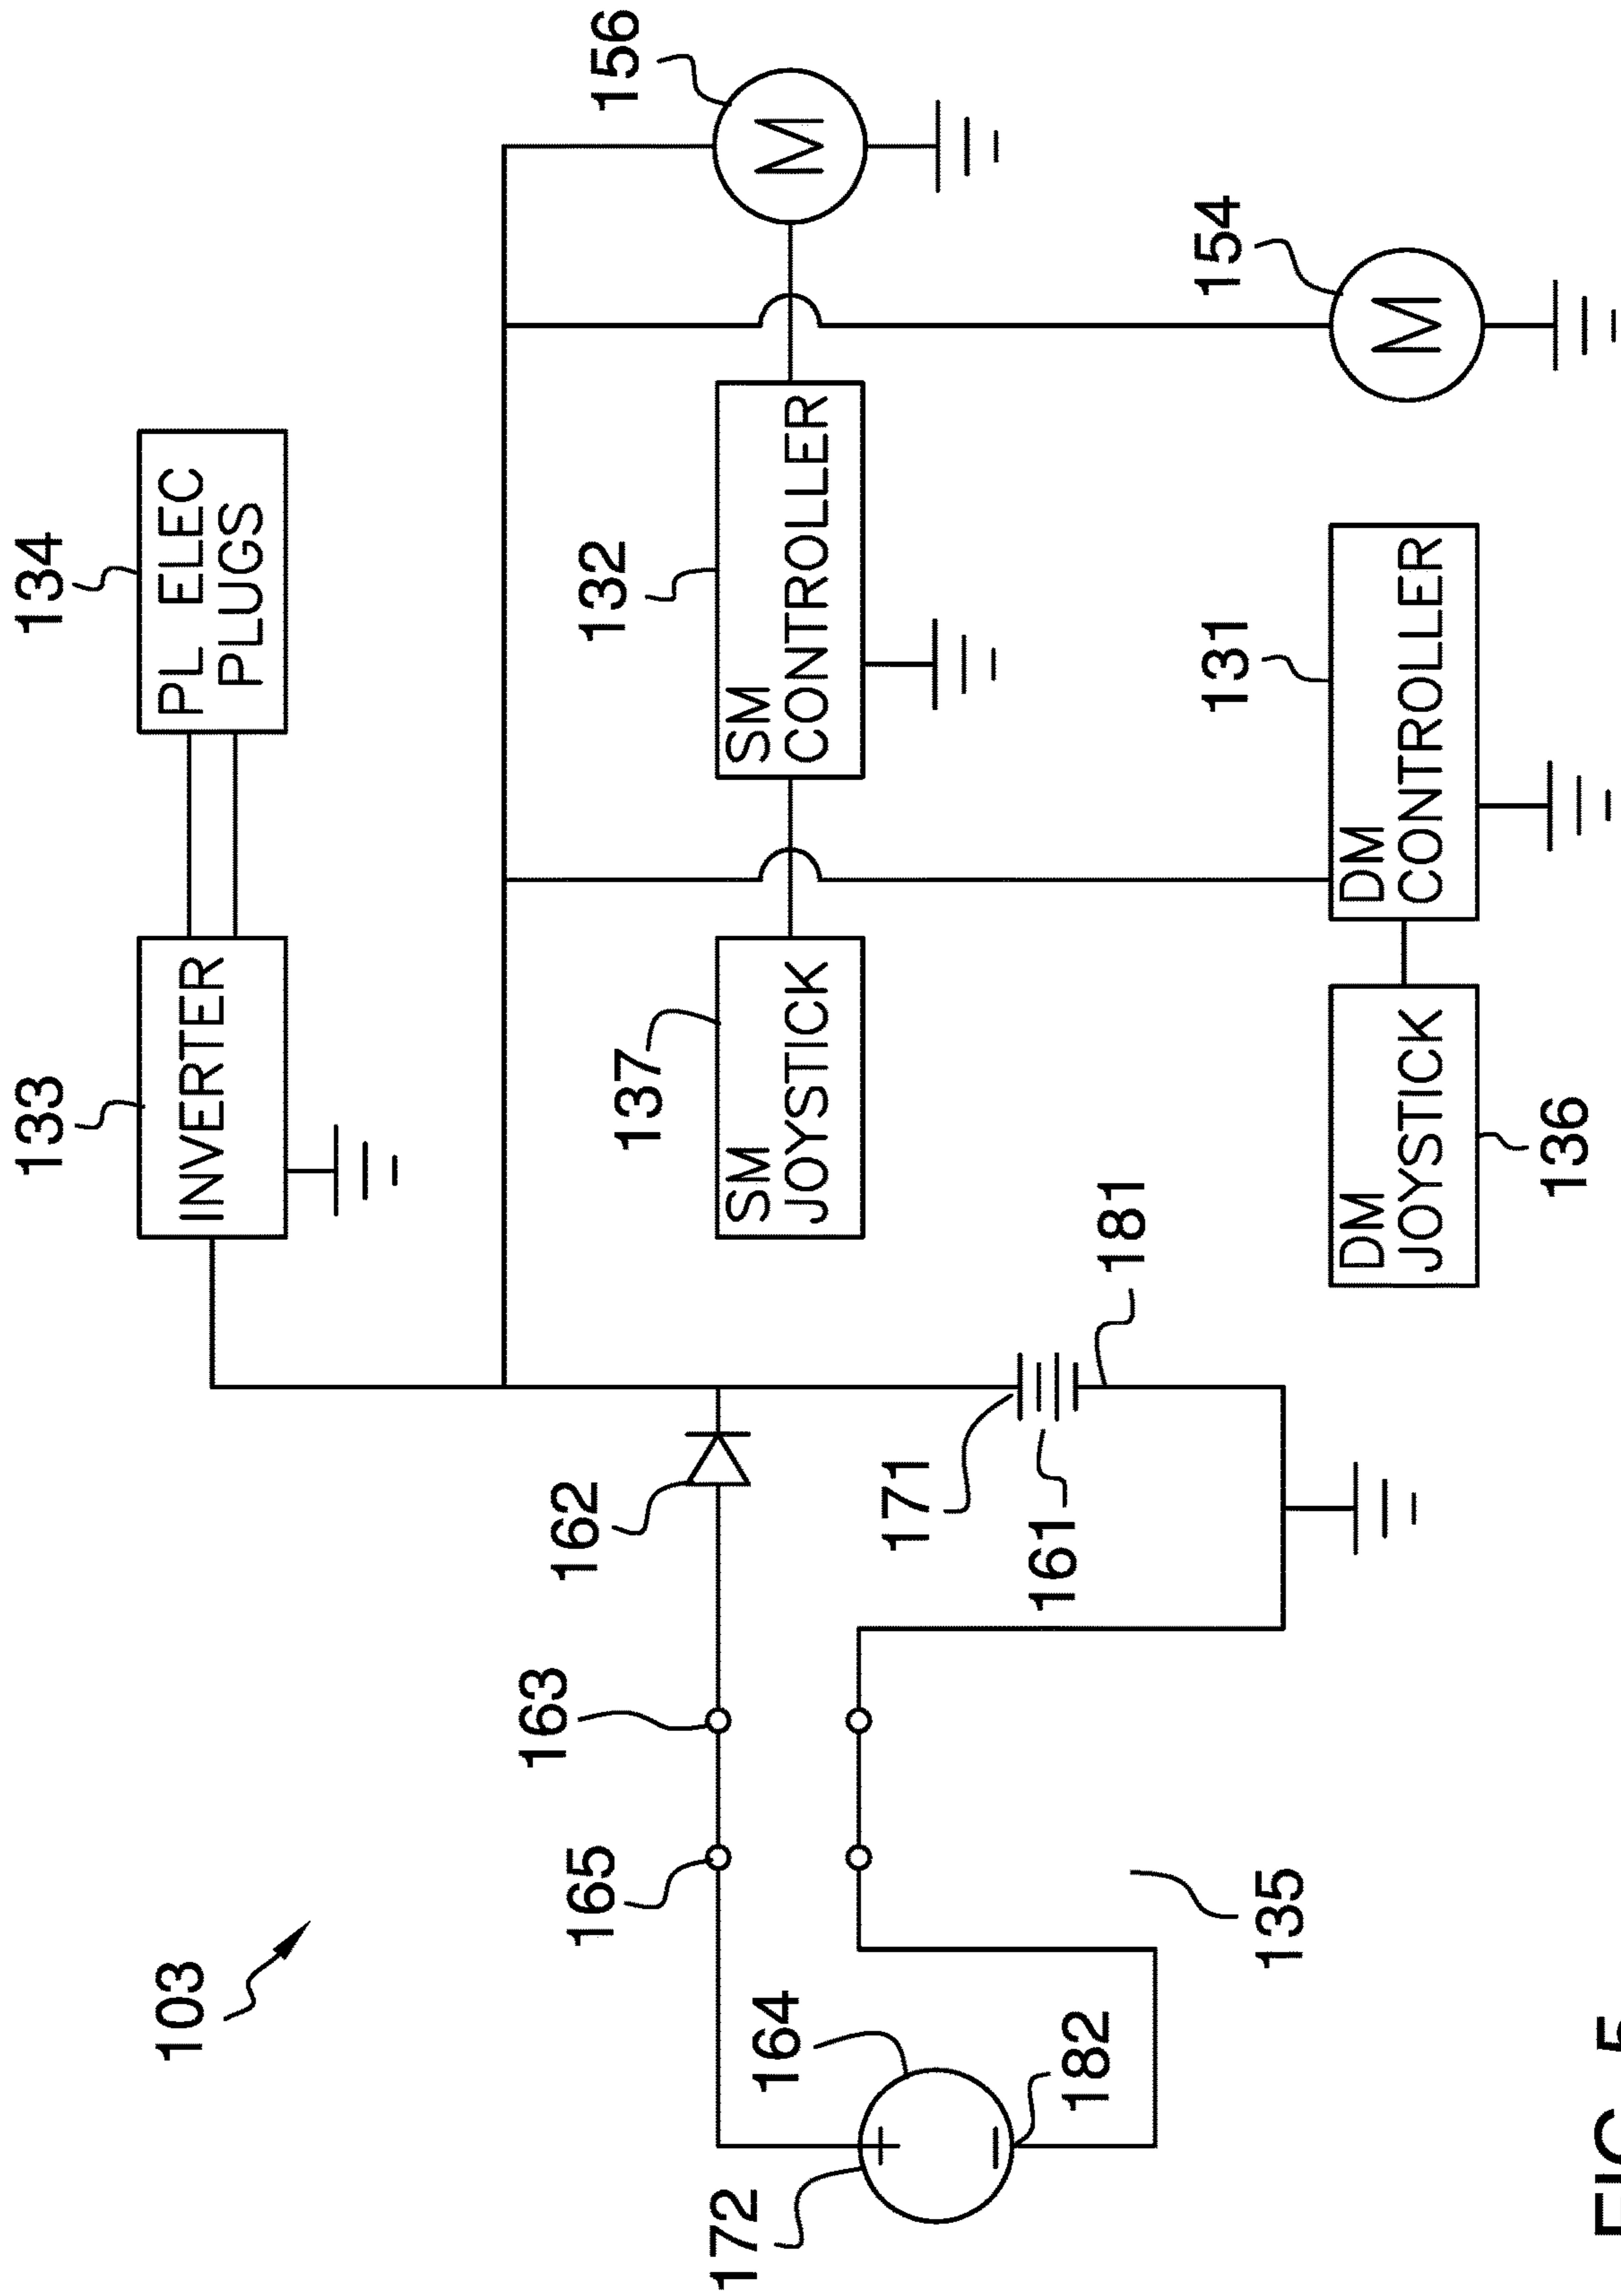 133
134
103
INVERTER
PL ELEC
PLUGS
165
163
162
137
132
156
SM
JOYSTICK
SM
CONTROLLER
M
172
164
171
161
182
181
135
131
154
DM
JOYSTICK
DM
CONTROLLER
M
136
FIG. 5